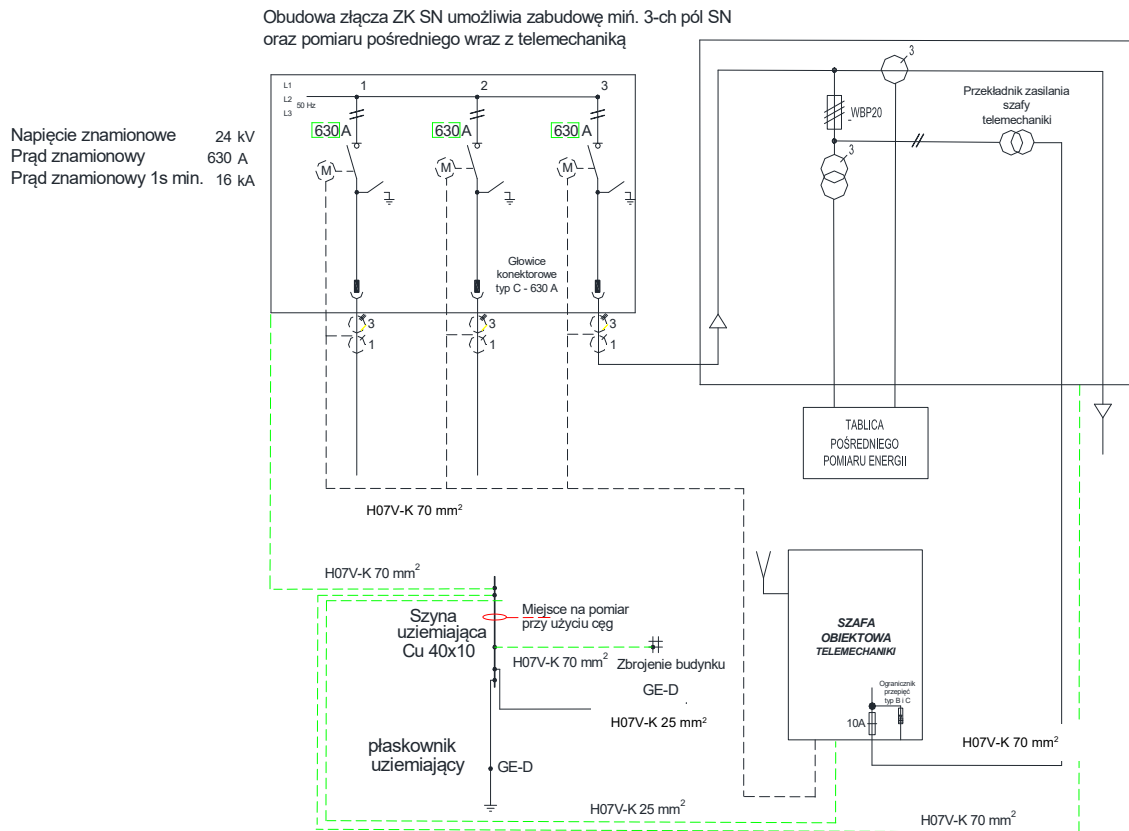 Obudowa złącza ZK SN umożliwia zabudowę miń. 3-ch pól SN
oraz pomiaru pośredniego wraz z telemechaniką
Napięcie znamionowe 24 kV
Prąd znamionowy 630 A
Prąd znamionowy 1s min. 16 kA
L1
L2
L3
50 Hz
1
2
3
630 A
630 A
630 A
M
M
M
Głowice
konektorowe
typ C - 630 A
3
1
3
1
3
1
3
WBP20
-
3
Przekładnik zasilania
szafy
telemechaniki
TABLICA
POŚREDNIEGO
POMIARU ENERGII
H07V-K 70 mm²
H07V-K 70 mm²
Szyna
uziemiająca
Cu 40x10
Miejsce na pomiar
przy użyciu cęg
H07V-K 70 mm²
Zbrojenie budynku
GE-D
H07V-K 25 mm²
płaskownik
uziemiający
GE-D
H07V-K 25 mm²
SZAFA
OBIEKTOWA
TELEMECHANIKI
Ogranicznik
przepięć
typ B i C
10A
H07V-K 70 mm²
H07V-K 70 mm²